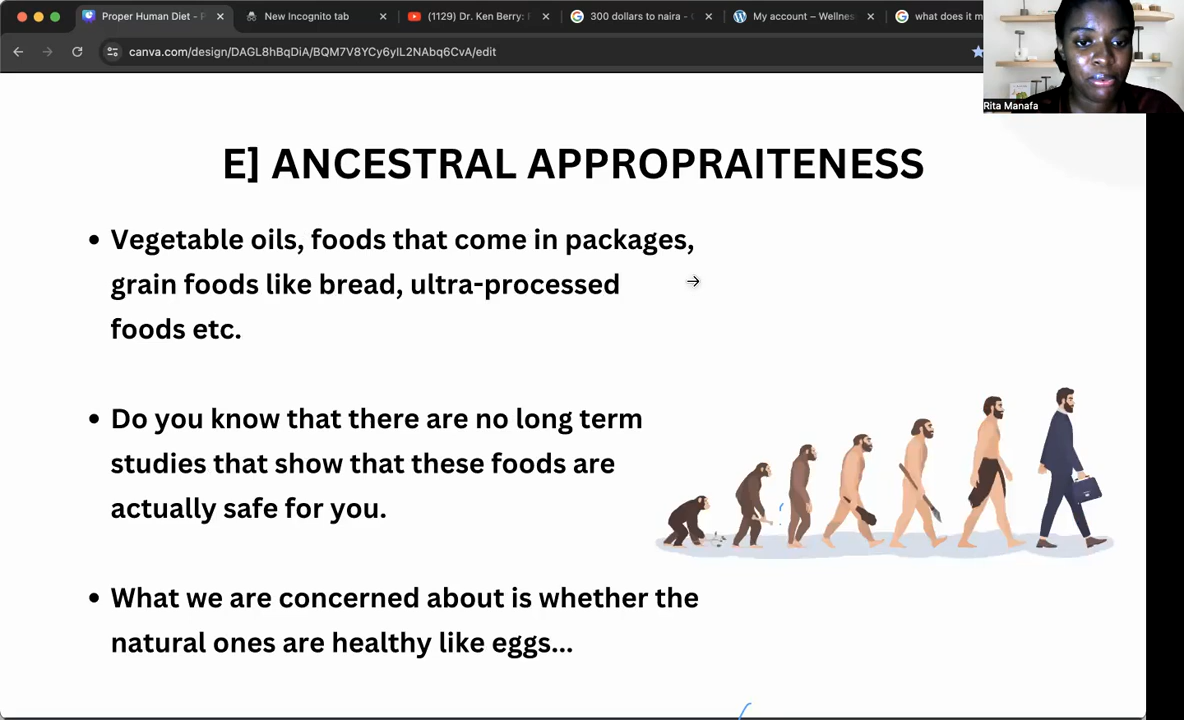 Proper Human Diet - P
New Incognito tab
(1129) Dr. Ken Berry:
300 dollars to naira -
My account – Wellnes
what does it m
canva.com/design/DAGL8hBqDiA/BQM7V8YCy6yIL2NAbq6CvA/edit
Rita Manafa
E] ANCESTRAL APPROPRAITENESS
• Vegetable oils, foods that come in packages,
grain foods like bread, ultra-processed
foods etc.
• Do you know that there are no long term
studies that show that these foods are
actually safe for you.
• What we are concerned about is whether the
natural ones are healthy like eggs...